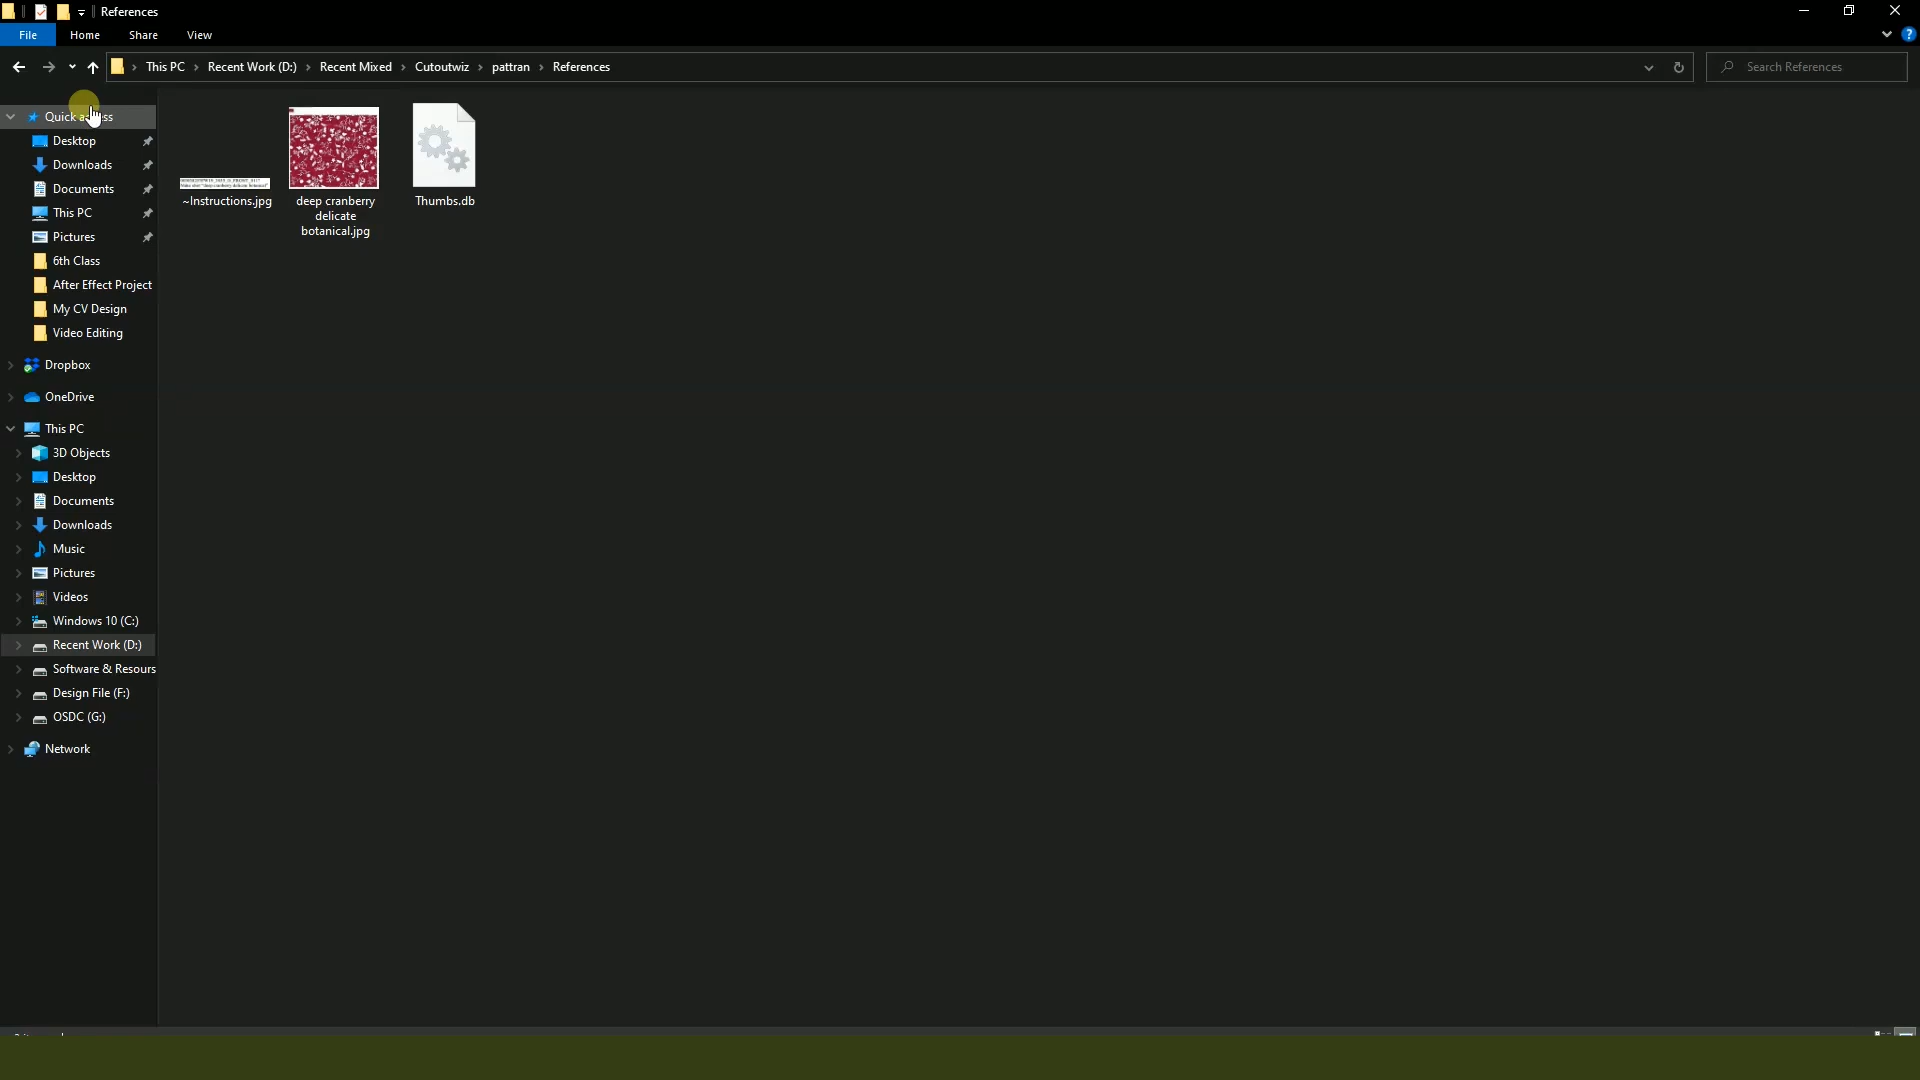 References
File Home Share View
This PC Recent Work (D:) Recent Mixed Cutoutwiz pattran References
Search References
Quick
Desktop
Downloads
Documents
This PC
Pictures
6th Class
After Effect Project
My CV Design
Video Editing
Dropbox
OneDrive
This PC
3D Objects
Desktop
Documents
Downloads
Music
Pictures
Videos
Windows 10 (C:)
Recent Work (D:)
Software & Resours
Design File (F:)
OSDC (G:)
Network
~Instructions.jpg
deep cranberry
delicate
botanical.jpg
Thumbs.db